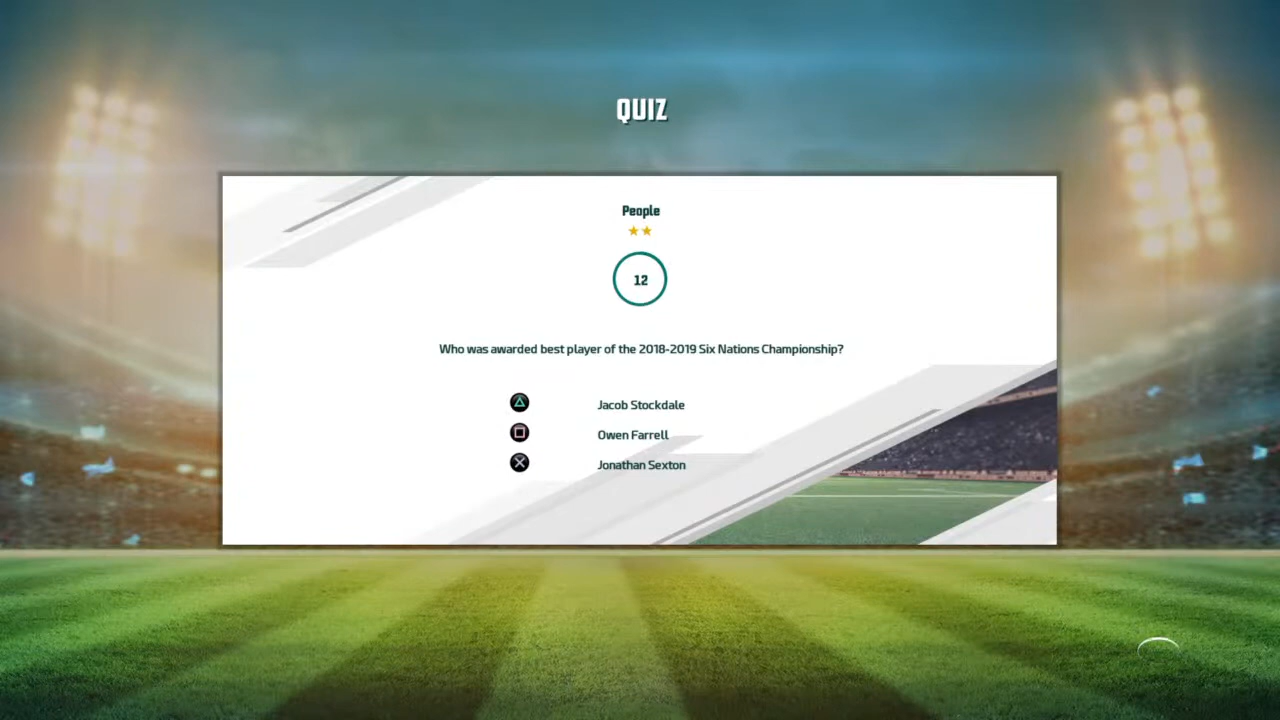 QUIZ
People
12
Who was awarded best player of the 2018-2019 Six Nations Championship?
Jacob Stockdale
Owen Farrell
Jonathan Sexton